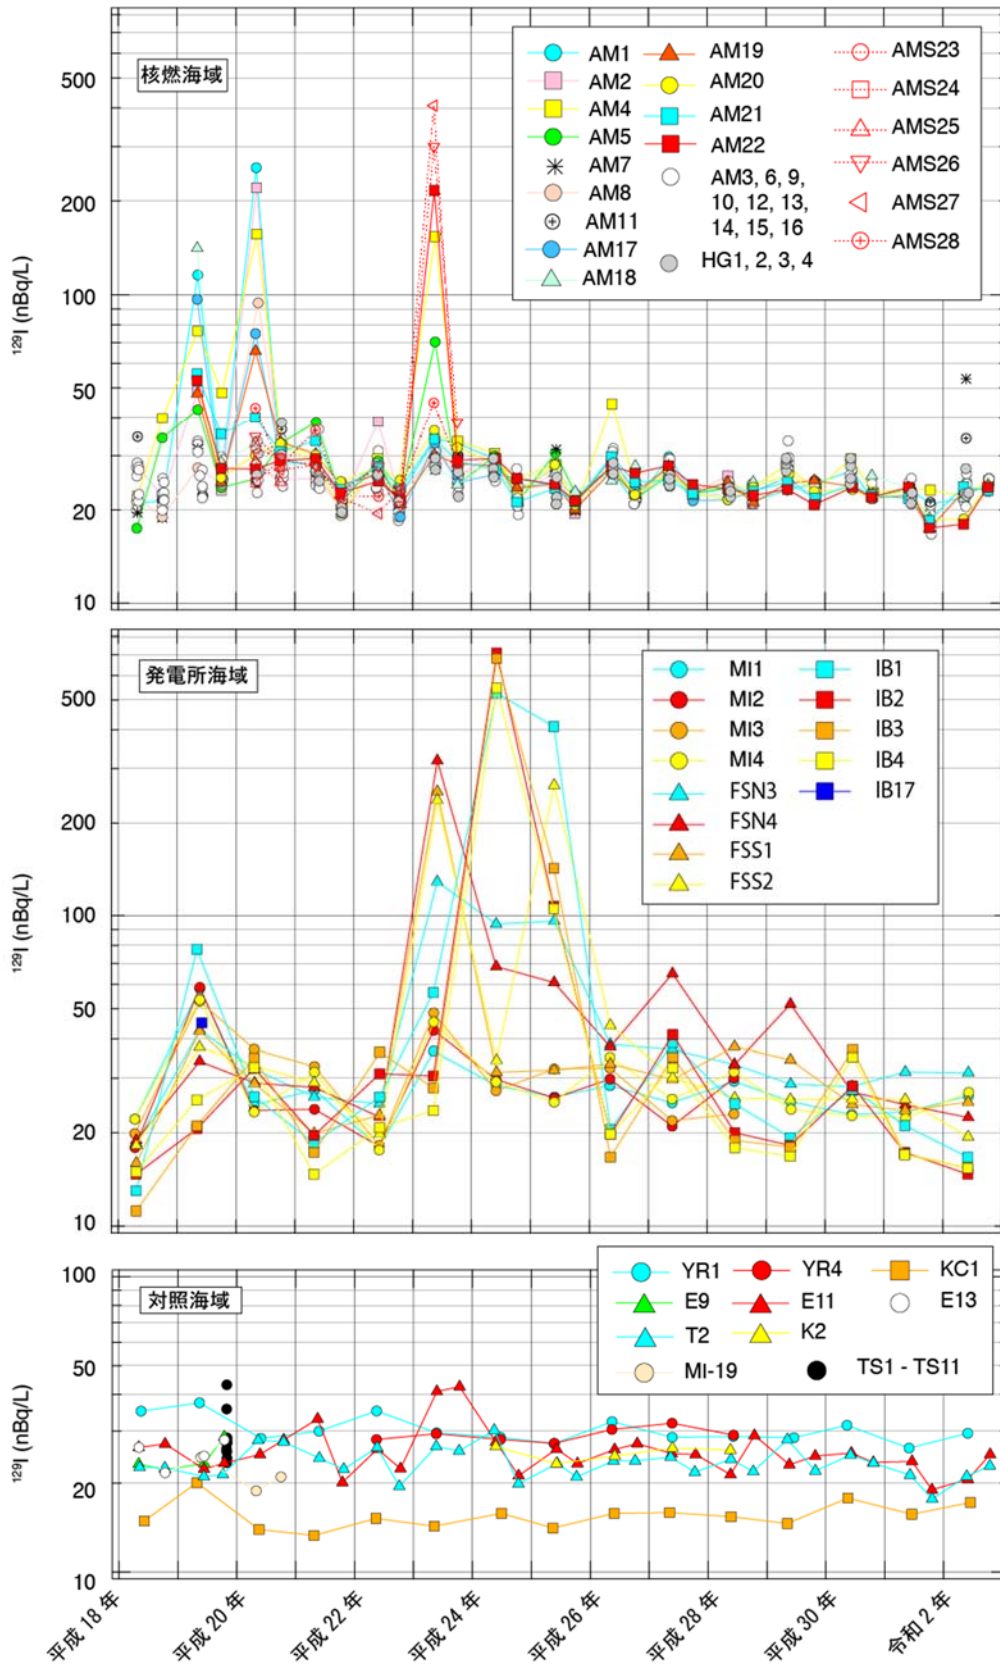 核燃海域
500
200
100
50
20
10
¹²⁹I (nBq/L)
AM1
AM2
AM4
AM5
AM7
AM8
AM11
AM17
AM18
AM19
AM20
AM21
AM22
AM3, 6, 9,
10, 12, 13,
14, 15, 16
HG1, 2, 3, 4
AMS23
AMS24
AMS25
AMS26
AMS27
AMS28
発電所海域
500
200
100
50
20
10
¹²⁹I (nBq/L)
MI1
MI2
MI3
MI4
FSN3
FSN4
FSS1
FSS2
IB1
IB2
IB3
IB4
IB17
対照海域
100
50
20
10
¹²⁹I (nBq/L)
YR1 YR4 KC1
E9 E11 E13
T2 K2
MI-19 TS1 - TS11
平成 18 年
平成 20 年
平成 22 年
平成 24 年
平成 26 年
平成 28 年
平成 30 年
令和 2 年